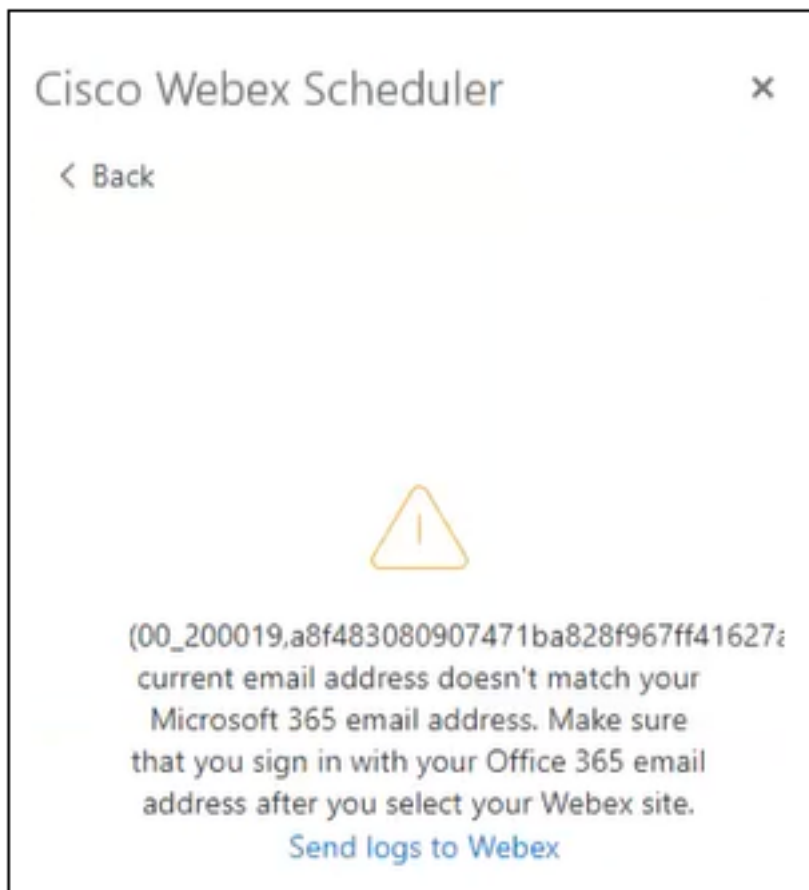 Cisco Webex Scheduler ×
< Back
(00_200019,a8f483080907471ba828f967ff41627a
current email address doesn't match your
Microsoft 365 email address. Make sure
that you sign in with your Office 365 email
address after you select your Webex site.
Send logs to Webex